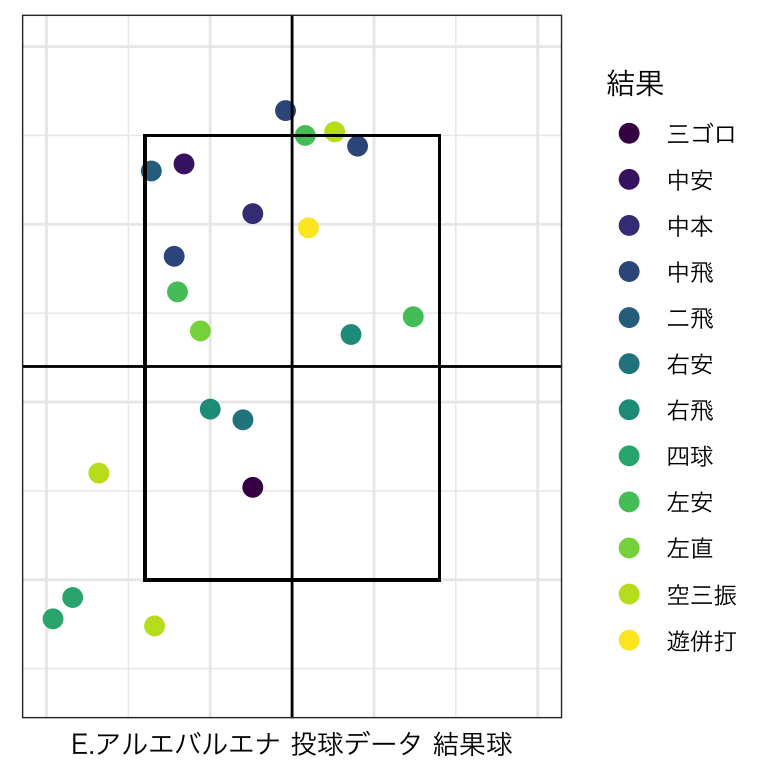 結果
三ゴロ
中安
中本
中飛
二飛
右安
右飛
四球
左安
左直
空三振
遊併打
E.アルエバルエナ 投球データ 結果球